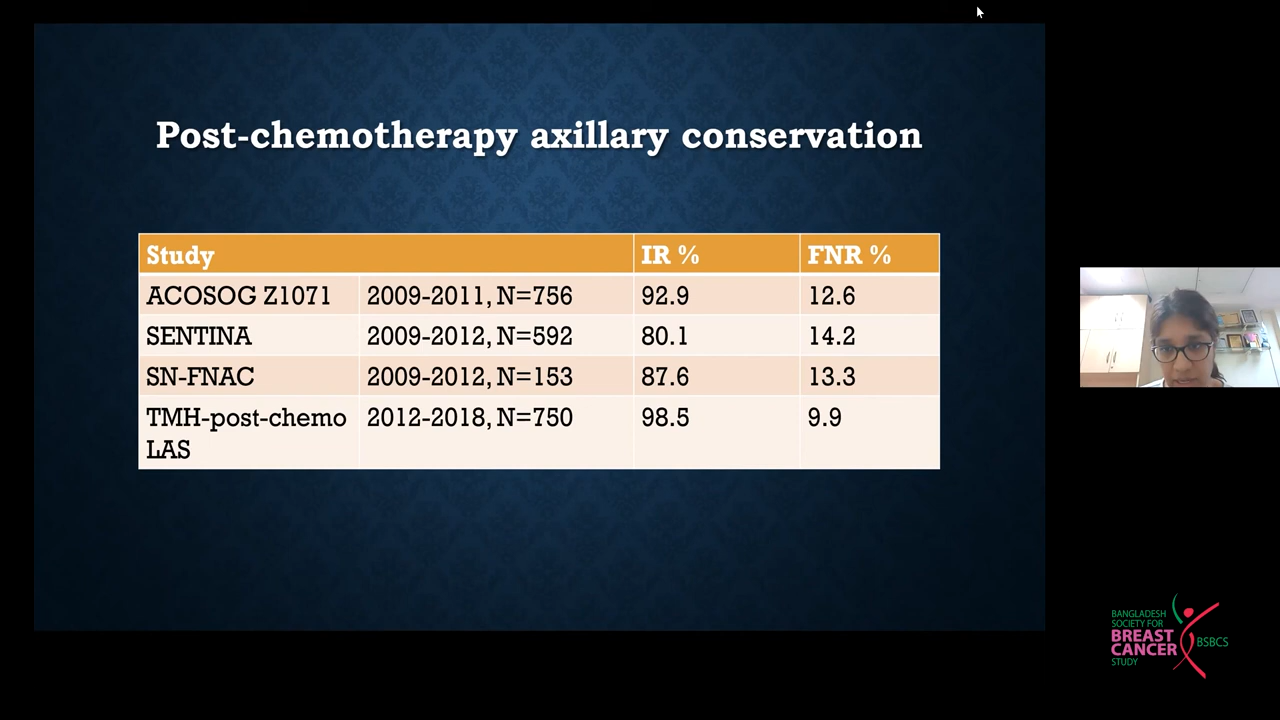 Post-chemotherapy axillary conservation
Study IR % FNR %
ACOSOG Z1071 2009-2011, N=756 92.9 12.6
SENTINA 2009-2012, N=592 80.1 14.2
SN-FNAC 2009-2012, N=153 87.6 13.3
TMH-post-chemo 2012-2018, N=750 98.5 9.9
LAS
BANGLADESH
SOCIETY FOR
BREAST
CANCER
STUDY
BSBCS